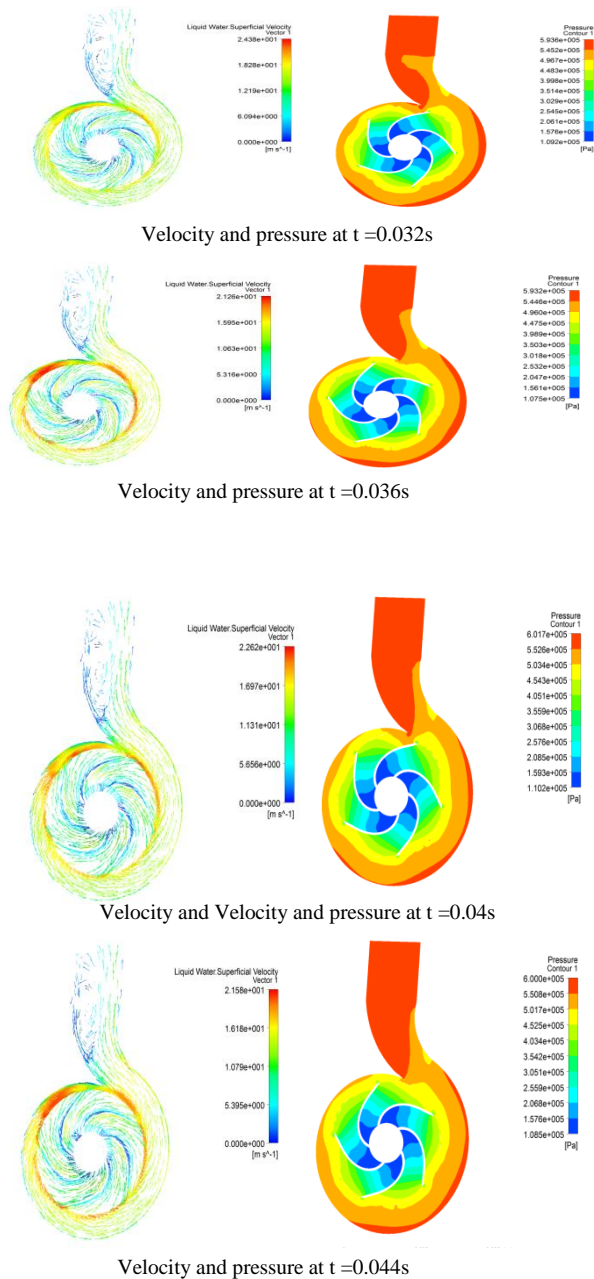 Liquid Water.Superficial Velocity
Vector 1
2.438e+001
1.828e+001
1.219e+001
6.094e+000
0.000e+000
[m s^-1]
Pressure
Contour 1
5.936e+005
5.452e+005
4.967e+005
4.483e+005
3.998e+005
3.514e+005
3.029e+005
2.545e+005
2.061e+005
1.576e+005
1.092e+005
[Pa]
Velocity and pressure at t =0.032s
Liquid Water.Superficial Velocity
Vector 1
2.126e+001
1.595e+001
1.063e+001
5.316e+000
0.000e+000
[m s^-1]
Pressure
Contour 1
5.932e+005
5.446e+005
4.960e+005
4.475e+005
3.989e+005
3.503e+005
3.018e+005
2.532e+005
2.047e+005
1.561e+005
1.075e+005
[Pa]
Velocity and pressure at t =0.036s
Liquid Water.Superficial Velocity
Vector 1
2.262e+001
1.697e+001
1.131e+001
5.656e+000
0.000e+000
[m s^-1]
Pressure
Contour 1
6.017e+005
5.526e+005
5.034e+005
4.543e+005
4.051e+005
3.559e+005
3.068e+005
2.576e+005
2.085e+005
1.593e+005
1.102e+005
[Pa]
Velocity and Velocity and pressure at t =0.04s
Liquid Water.Superficial Velocity
Vector 1
2.158e+001
1.618e+001
1.079e+001
5.395e+000
0.000e+000
[m s^-1]
Pressure
Contour 1
6.000e+005
5.508e+005
5.017e+005
4.525e+005
4.034e+005
3.542e+005
3.051e+005
2.559e+005
2.068e+005
1.576e+005
1.085e+005
[Pa]
Velocity and pressure at t =0.044s